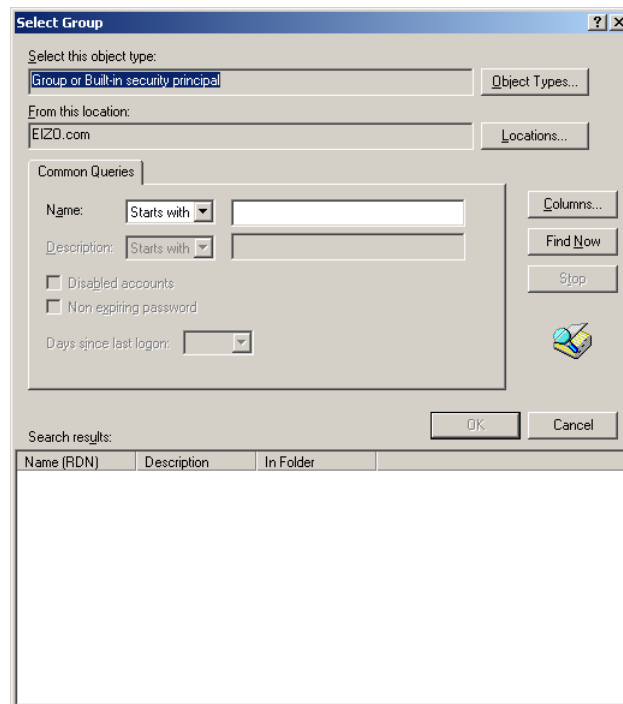 Select Group
Select this object type:
Group or Built-in security principal
Object Types...
From this location:
EIZO.com
Locations...
Common Queries
Name: Starts with
Columns...
Description: Starts with
Find Now
Disabled accounts
Stop
Non expiring password
Days since last logon:
OK Cancel
Search results:
Name (RDN) Description In Folder